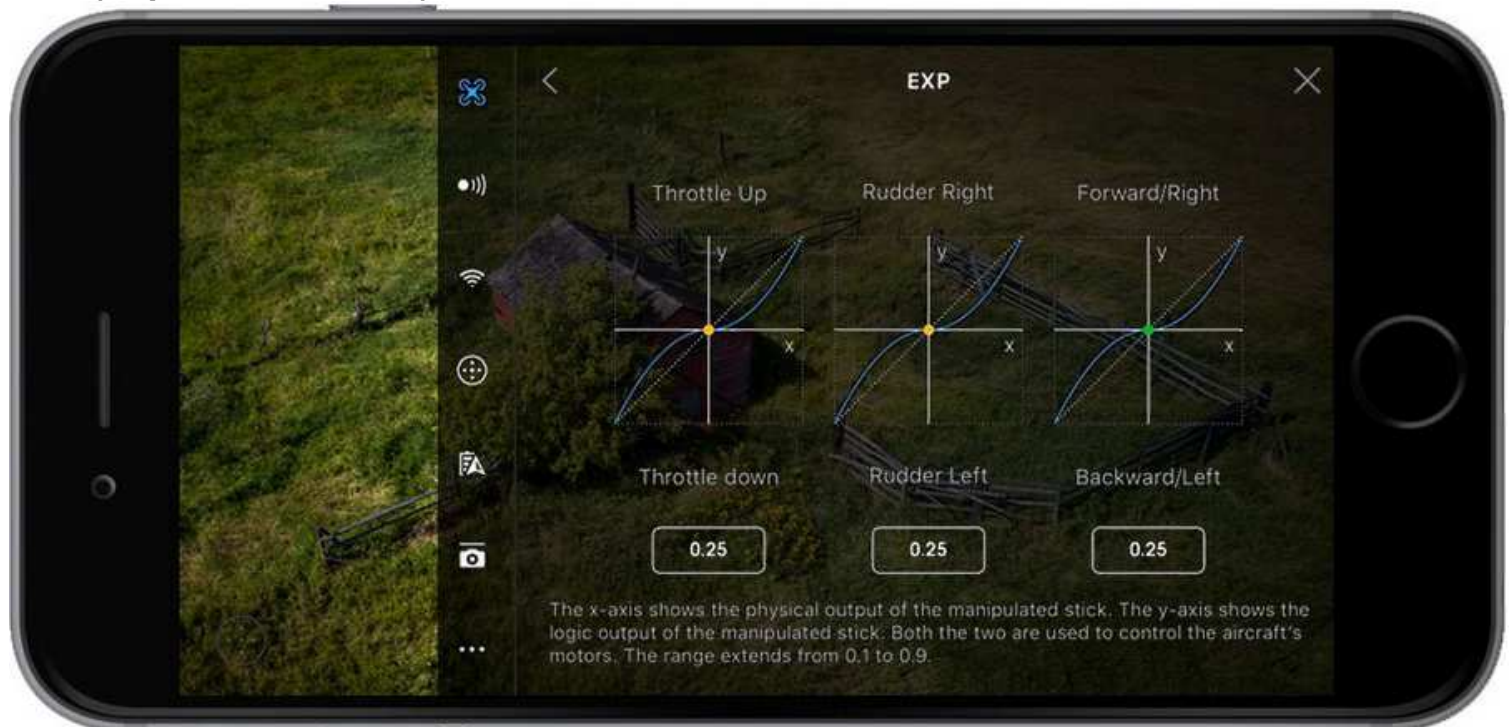 EXP
Throttle Up
Rudder Right
Forward/Right
y
y
y
x
x
x
Throttle down
Rudder Left
Backward/Left
0.25
0.25
0.25
The x-axis shows the physical output of the manipulated stick. The y-axis shows the
logic output of the manipulated stick. Both the two are used to control the aircraft's
motors. The range extends from 0.1 to 0.9.